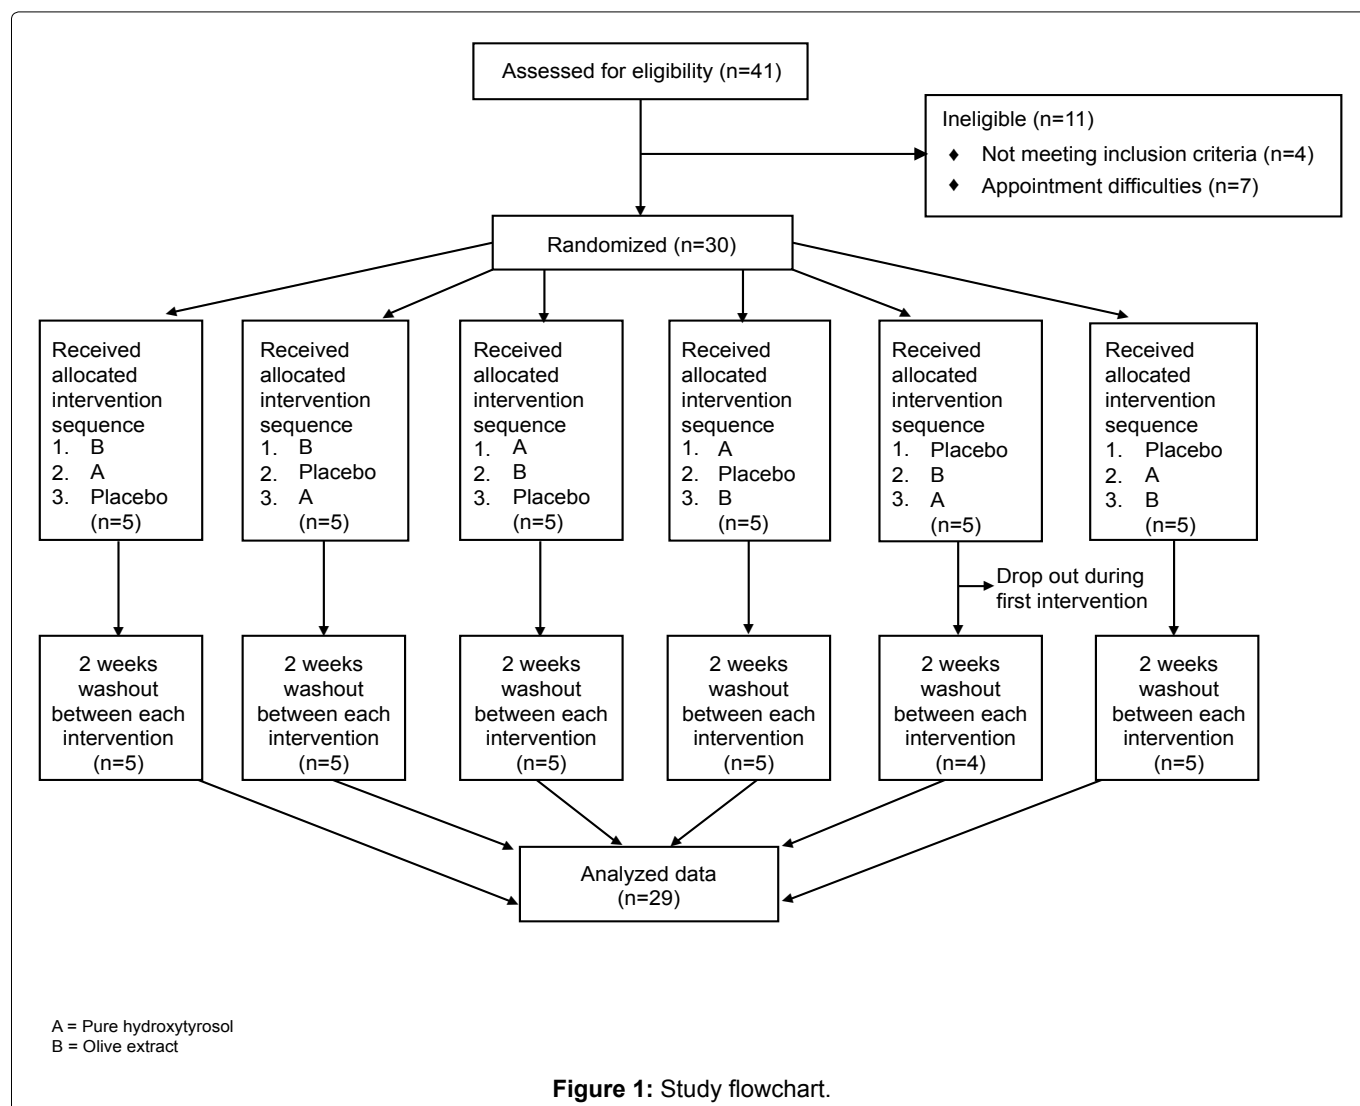 Assessed for eligibility (n=41)
Ineligible (n=11)
♦ Not meeting inclusion criteria (n=4)
♦ Appointment difficulties (n=7)
Randomized (n=30)
Received
allocated
intervention
sequence
1. B
2. A
3. Placebo
(n=5)
Received
allocated
intervention
sequence
1. B
2. Placebo
3. A
(n=5)
Received
allocated
intervention
sequence
1. A
2. B
3. Placebo
(n=5)
Received
allocated
intervention
sequence
1. A
2. Placebo
3. B
(n=5)
Received
allocated
intervention
sequence
1. Placebo
2. B
3. A
(n=5)
Received
allocated
intervention
sequence
1. Placebo
2. A
3. B
(n=5)
Drop out during
first intervention
2 weeks
washout
between each
intervention
(n=5)
2 weeks
washout
between each
intervention
(n=5)
2 weeks
washout
between each
intervention
(n=5)
2 weeks
washout
between each
intervention
(n=5)
2 weeks
washout
between each
intervention
(n=4)
2 weeks
washout
between each
intervention
(n=5)
Analyzed data
(n=29)
A = Pure hydroxytyrosol
B = Olive extract
Figure 1: Study flowchart.